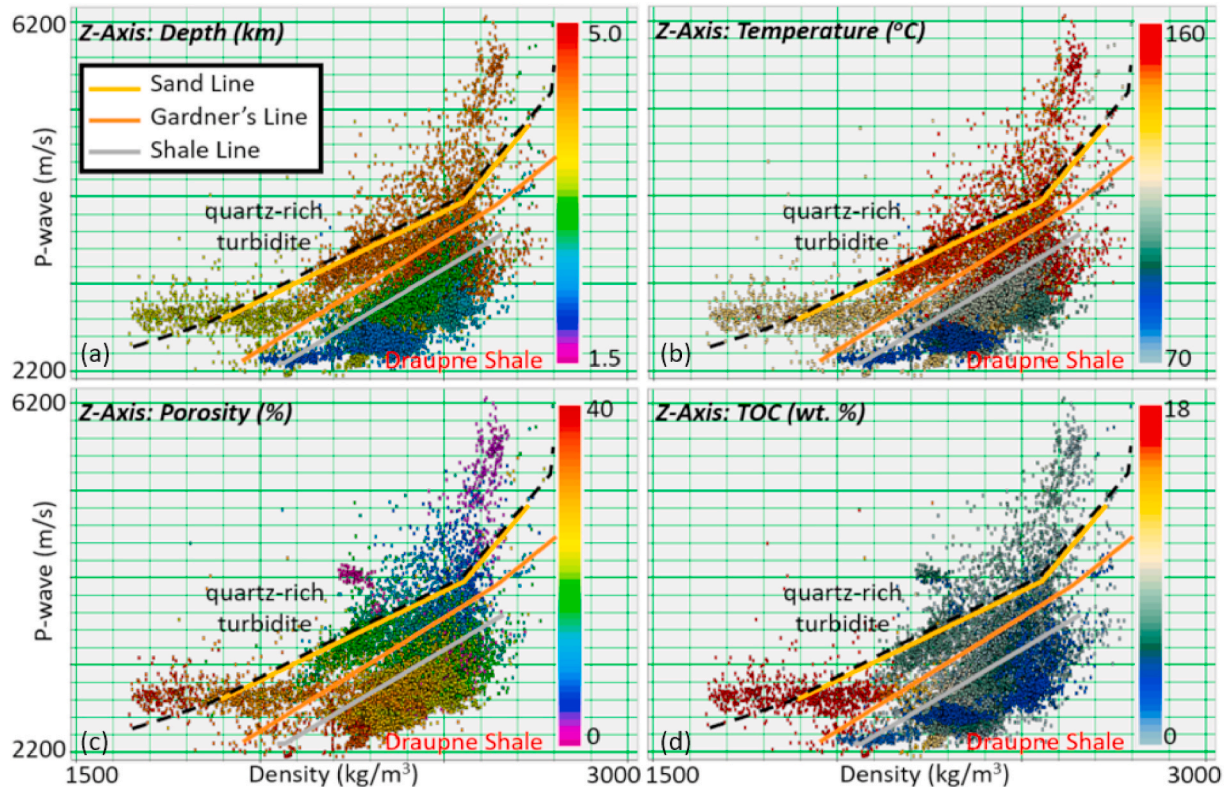 6200
Z-Axis: Depth (km)
5.0
Sand Line
Gardner's Line
Shale Line
quartz-rich
turbidite
P-wave (m/s)
(a)
Draupne Shale
1.5
2200
Z-Axis: Temperature (°C)
160
quartz-rich
turbidite
(b)
Draupne Shale
70
6200
Z-Axis: Porosity (%)
40
quartz-rich
turbidite
P-wave (m/s)
(c)
Draupne Shale
0
2200
1500
Density (kg/m³)
3000
Z-Axis: TOC (wt. %)
18
quartz-rich
turbidite
(d)
Draupne Shale
0
1500
Density (kg/m³)
3000